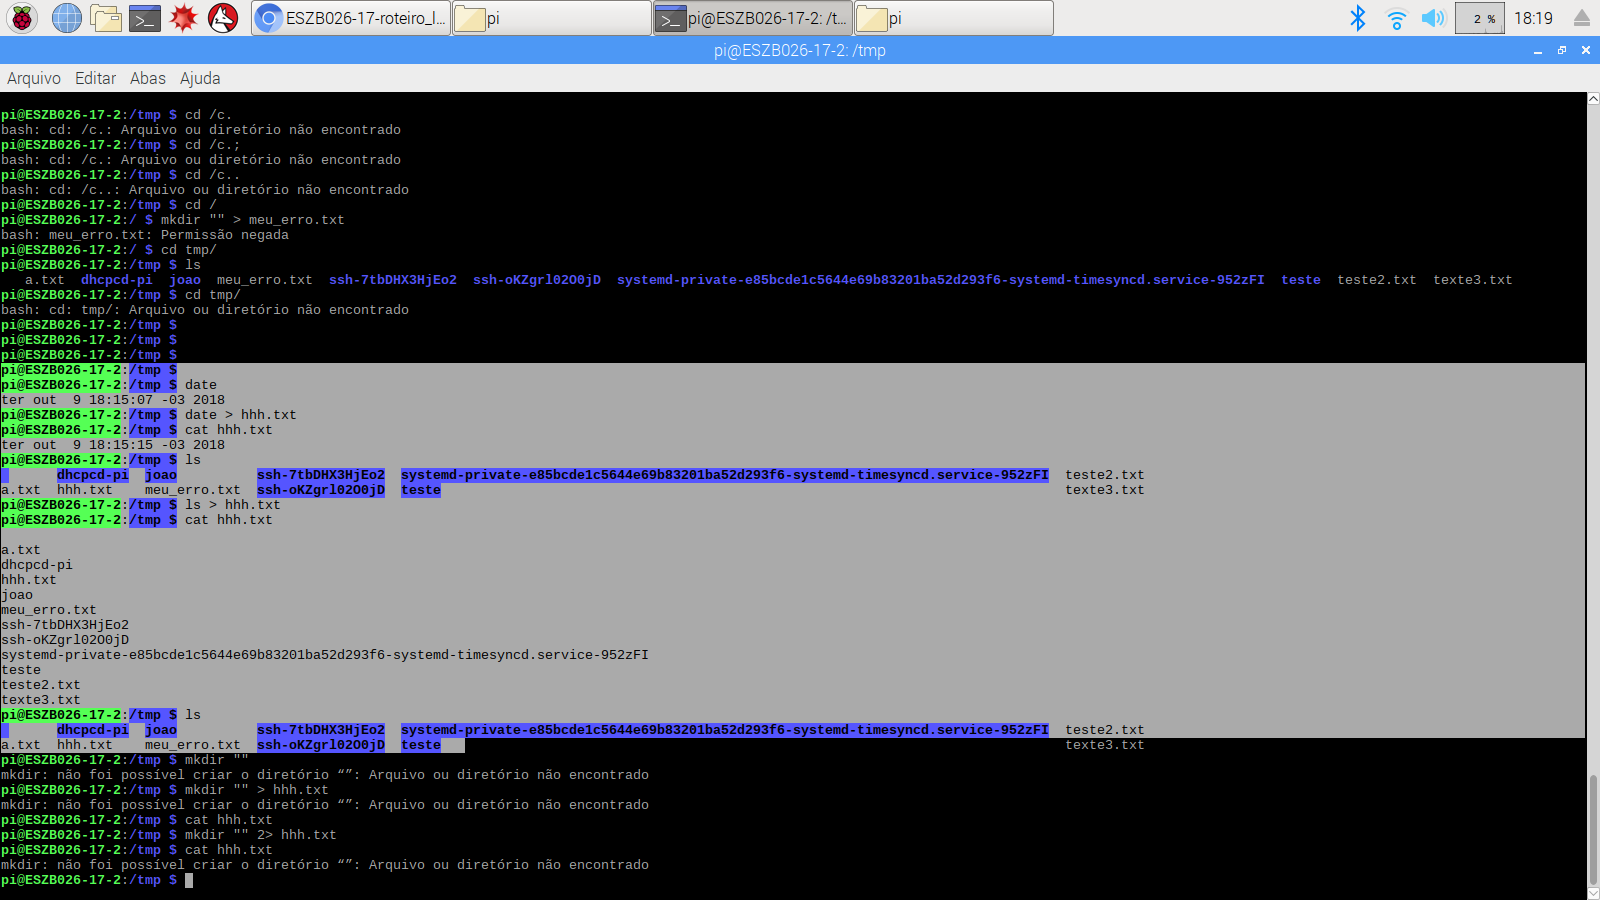 ESZB026-17-roteiro_l...
pi
pi@ESZB026-17-2: /t...
pi
2 %
18:19
pi@ESZB026-17-2: /tmp
Arquivo Editar Abas Ajuda
pi@ESZB026-17-2:/tmp $ cd /c.
bash: cd: /c.: Arquivo ou diretório não encontrado
pi@ESZB026-17-2:/tmp $ cd /c.;
bash: cd: /c.: Arquivo ou diretório não encontrado
pi@ESZB026-17-2:/tmp $ cd /c..
bash: cd: /c..: Arquivo ou diretório não encontrado
pi@ESZB026-17-2:/tmp $ cd /
pi@ESZB026-17-2:/ $ mkdir "" > meu_erro.txt
bash: meu_erro.txt: Permissão negada
pi@ESZB026-17-2:/ $ cd tmp/
pi@ESZB026-17-2:/tmp $ ls
a.txt dhcpcd-pi joao meu_erro.txt ssh-7tbDHX3HjEo2 ssh-oKZgrl02O0jD systemd-private-e85bcde1c5644e69b83201ba52d293f6-systemd-timesyncd.service-952zFI teste teste2.txt texte3.txt
pi@ESZB026-17-2:/tmp $ cd tmp/
bash: cd: tmp/: Arquivo ou diretório não encontrado
pi@ESZB026-17-2:/tmp $
pi@ESZB026-17-2:/tmp $
pi@ESZB026-17-2:/tmp $
pi@ESZB026-17-2:/tmp $
pi@ESZB026-17-2:/tmp $ date
ter out  9 18:15:07 -03 2018
pi@ESZB026-17-2:/tmp $ date > hhh.txt
pi@ESZB026-17-2:/tmp $ cat hhh.txt
ter out  9 18:15:15 -03 2018
pi@ESZB026-17-2:/tmp $ ls
dhcpcd-pi joao ssh-7tbDHX3HjEo2 systemd-private-e85bcde1c5644e69b83201ba52d293f6-systemd-timesyncd.service-952zFI teste2.txt
a.txt hhh.txt meu_erro.txt ssh-oKZgrl02O0jD teste texte3.txt
pi@ESZB026-17-2:/tmp $ ls > hhh.txt
pi@ESZB026-17-2:/tmp $ cat hhh.txt
a.txt
dhcpcd-pi
hhh.txt
joao
meu_erro.txt
ssh-7tbDHX3HjEo2
ssh-oKZgrl02O0jD
systemd-private-e85bcde1c5644e69b83201ba52d293f6-systemd-timesyncd.service-952zFI
teste
teste2.txt
texte3.txt
pi@ESZB026-17-2:/tmp $ ls
dhcpcd-pi joao ssh-7tbDHX3HjEo2 systemd-private-e85bcde1c5644e69b83201ba52d293f6-systemd-timesyncd.service-952zFI teste2.txt
a.txt hhh.txt meu_erro.txt ssh-oKZgrl02O0jD teste texte3.txt
pi@ESZB026-17-2:/tmp $ mkdir ""
mkdir: não foi possível criar o diretório “”: Arquivo ou diretório não encontrado
pi@ESZB026-17-2:/tmp $ mkdir "" > hhh.txt
mkdir: não foi possível criar o diretório “”: Arquivo ou diretório não encontrado
pi@ESZB026-17-2:/tmp $ cat hhh.txt
pi@ESZB026-17-2:/tmp $ mkdir "" 2> hhh.txt
pi@ESZB026-17-2:/tmp $ cat hhh.txt
mkdir: não foi possível criar o diretório “”: Arquivo ou diretório não encontrado
pi@ESZB026-17-2:/tmp $